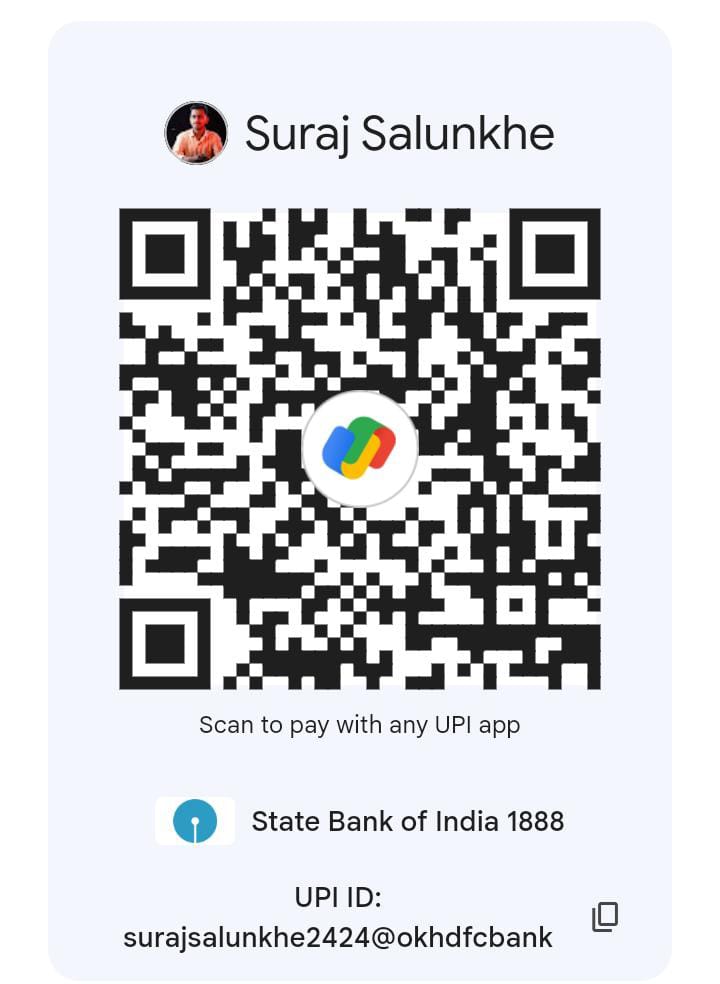 Suraj Salunkhe
Scan to pay with any UPI app
State Bank of India 1888
UPI ID:
surajsalunkhe2424@okhdfcbank